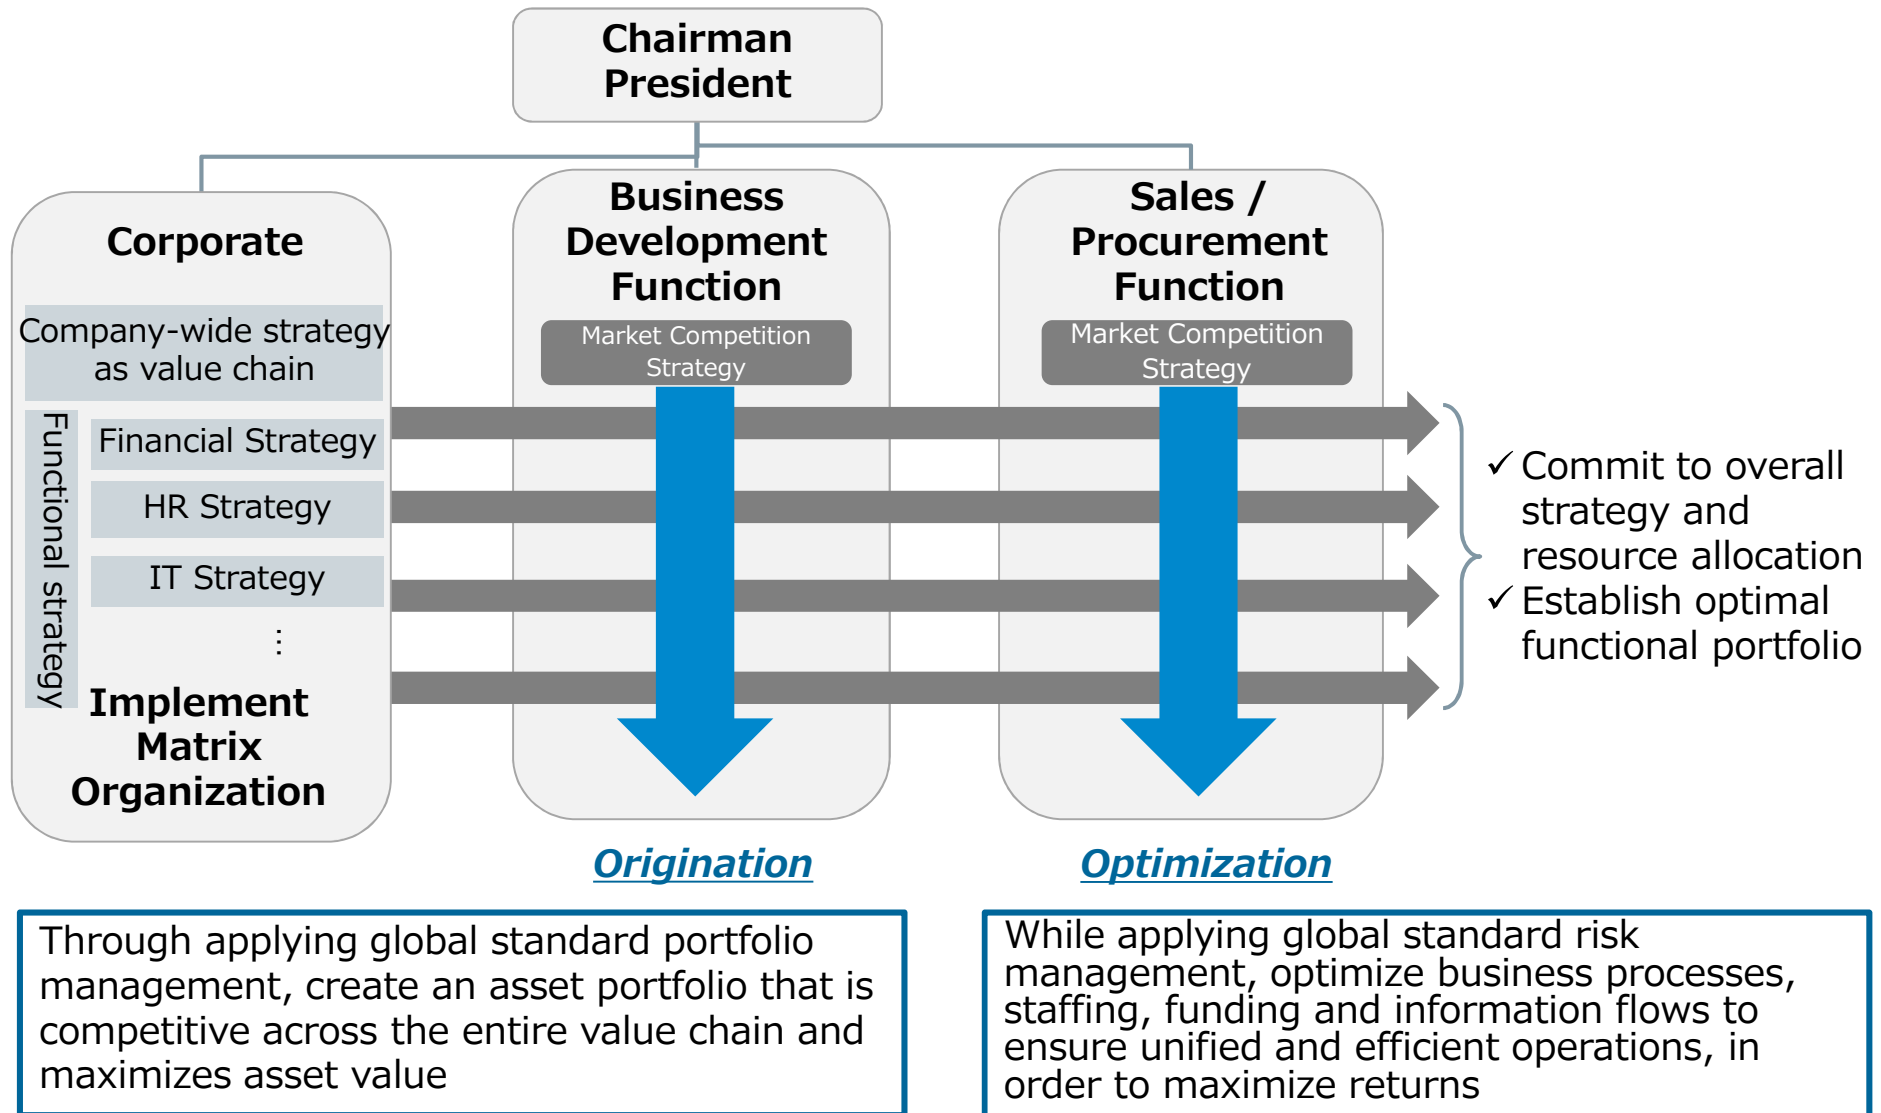 Chairman
President
Corporate
Company-wide strategy
as value chain
Functional strategy
Financial Strategy
HR Strategy
IT Strategy
…
Implement
Matrix
Organization
Business
Development
Function
Market Competition
Strategy
Sales /
Procurement
Function
Market Competition
Strategy
✓ Commit to overall
strategy and
resource allocation
✓ Establish optimal
functional portfolio
Origination
Optimization
Through applying global standard portfolio
management, create an asset portfolio that is
competitive across the entire value chain and
maximizes asset value
While applying global standard risk
management, optimize business processes,
staffing, funding and information flows to
ensure unified and efficient operations, in
order to maximize returns